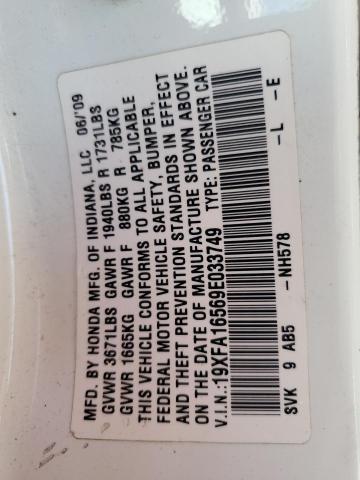 MFD. BY HONDA MFG. OF INDIANA, LLC 06/'09
GVWR 3671LBS GAWR F 1940LBS R 1731LBS
GVWR 1665KG GAWR F 880KG R 785KG
THIS VEHICLE CONFORMS TO ALL APPLICABLE
FEDERAL MOTOR VEHICLE SAFETY, BUMPER,
AND THEFT PREVENTION STANDARDS IN EFFECT
ON THE DATE OF MANUFACTURE SHOWN ABOVE.
V.I.N.:19XFA16569E033749 TYPE: PASSENGER CAR
SVK 9 AB5 -NH578 -L -E